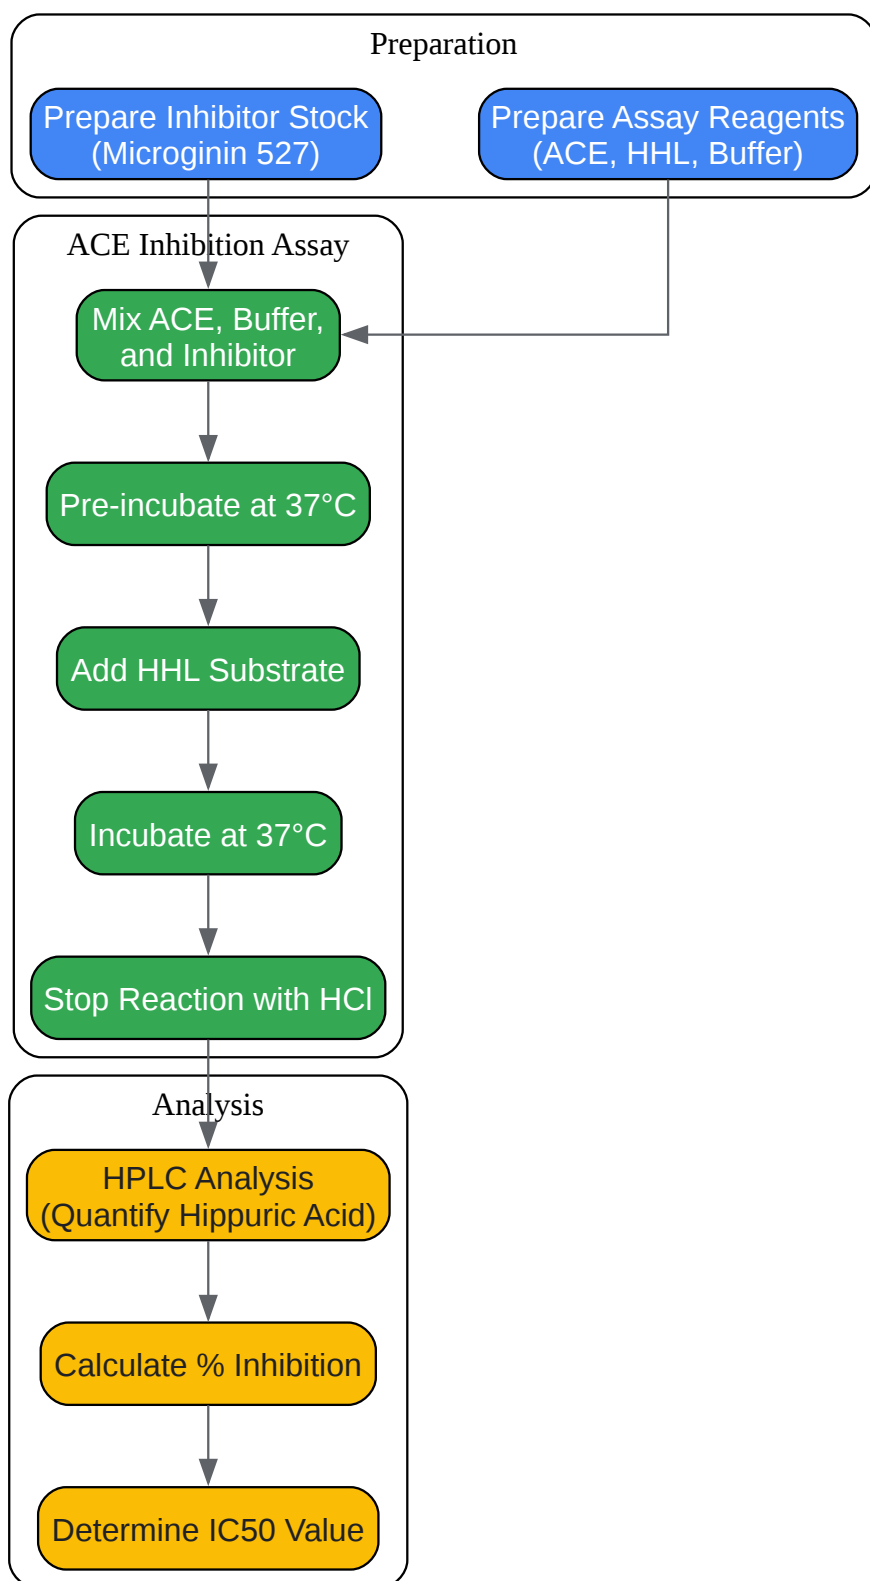 Preparation
Prepare Inhibitor Stock
(Microginin 527)
Prepare Assay Reagents
(ACE, HHL, Buffer)
ACE Inhibition Assay
Mix ACE, Buffer,
and Inhibitor
Pre-incubate at 37°C
Add HHL Substrate
Incubate at 37°C
Stop Reaction with HCl
Analysis
HPLC Analysis
(Quantify Hippuric Acid)
Calculate % Inhibition
Determine IC50 Value